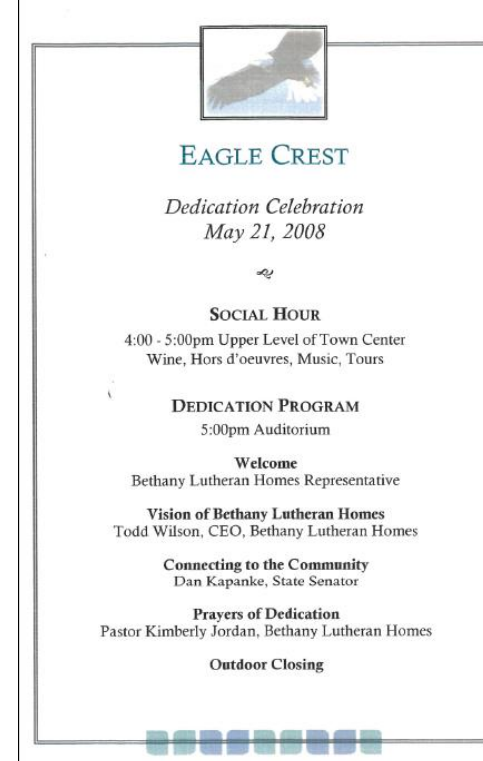 EAGLE CREST
Dedication Celebration
May 21, 2008
SOCIAL HOUR
4:00 - 5:00pm Upper Level of Town Center
Wine, Hors d'oeuvres, Music, Tours
DEDICATION PROGRAM
5:00pm Auditorium
Welcome
Bethany Lutheran Homes Representative
Vision of Bethany Lutheran Homes
Todd Wilson, CEO, Bethany Lutheran Homes
Connecting to the Community
Dan Kapanke, State Senator
Prayers of Dedication
Pastor Kimberly Jordan, Bethany Lutheran Homes
Outdoor Closing